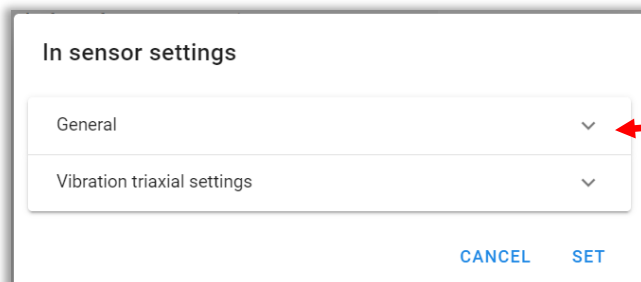 In sensor settings
General
Vibration triaxial settings
CANCEL SET